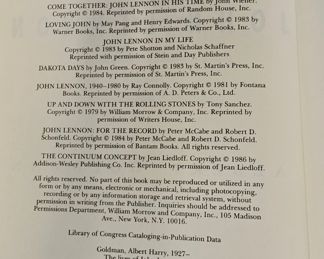 COME TOGETHER: JOHN LENNON IN HIS TIME by John Wiener.
Copyright © 1984. Reprinted by permission of Random House, Inc.
LOVING JOHN by May Pang and Henry Edwards. Copyright © 1983 by
Warner Books, Inc. Reprinted by permission of Warner Books, Inc.
JOHN LENNON IN MY LIFE
Copyright © 1983 by Pete Shotton and Nicholas Schaffner
Reprinted with permission of Stein and Day Publishers
DAKOTA DAYS by John Green. Copyright © 1983 by St. Martin's Press, Inc.
Reprinted by permission of St. Martin's Press, Inc.
JOHN LENNON, 1940–1980 by Ray Connolly. Copyright © 1981 by Fontana
Books. Reprinted by permission of A. D. Peters & Co., Ltd.
UP AND DOWN WITH THE ROLLING STONES by Tony Sanchez.
Copyright © 1979 by William Morrow & Company, Inc. Reprinted by
permission of Writers House, Inc.
JOHN LENNON: FOR THE RECORD by Peter McCabe and Robert D.
Schonfeld. Copyright © 1984 by Peter McCabe and Robert D. Schonfeld.
Reprinted by permission of Bantam Books. All rights reserved.
THE CONTINUUM CONCEPT by Jean Liedloff. Copyright © 1986 by
Addison-Wesley Publishing Co. Inc. Reprinted by permission of Jean Liedloff.
All rights reserved. No part of this book may be reproduced or utilized in any
form or by any means, electronic or mechanical, including photocopying,
recording or by any information storage and retrieval system, without
permission in writing from the Publisher. Inquiries should be addressed to
Permissions Department, William Morrow and Company, Inc., 105 Madison
Ave., New York, N.Y. 10016.
Library of Congress Cataloging-in-Publication Data
Goldman, Albert Harry, 1927–
The lives of